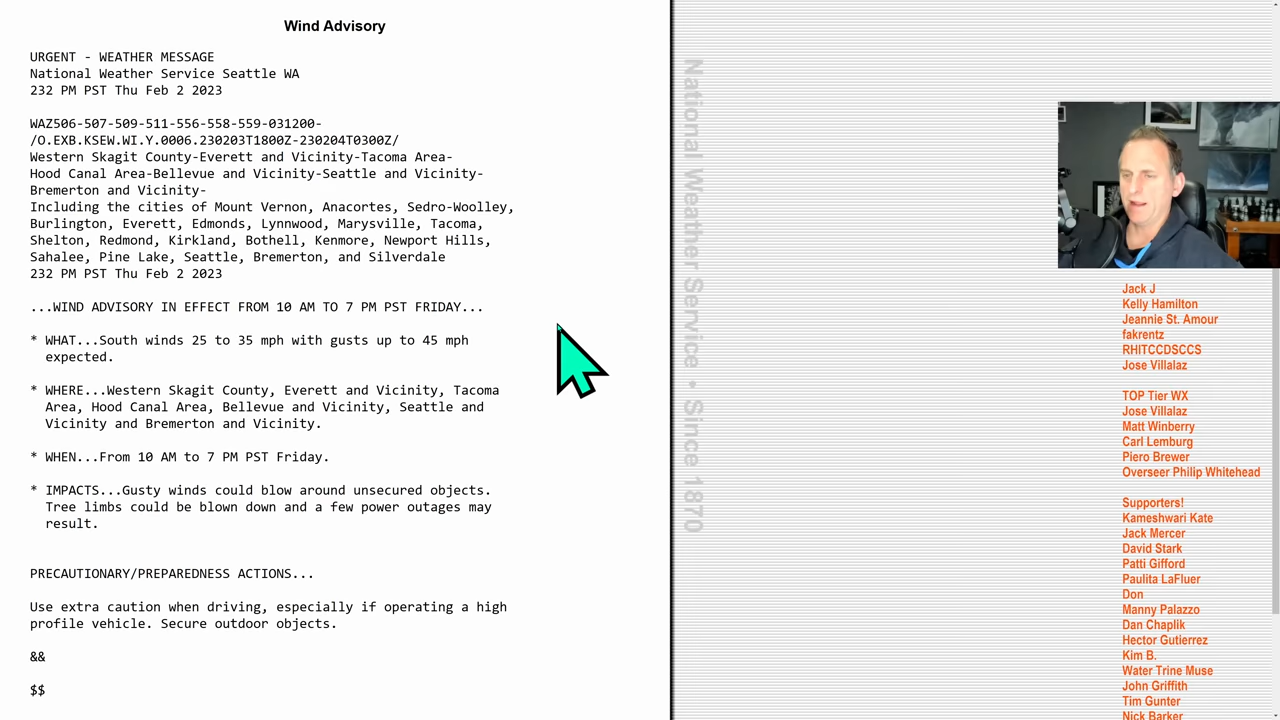 Wind Advisory
URGENT - WEATHER MESSAGE
National Weather Service Seattle WA
232 PM PST Thu Feb 2 2023
WAZ506-507-509-511-556-558-559-031200-
/O.EXB.KSEW.WI.Y.0006.230203T1800Z-230204T0300Z/
Western Skagit County-Everett and Vicinity-Tacoma Area-
Hood Canal Area-Bellevue and Vicinity-Seattle and Vicinity-
Bremerton and Vicinity-
Including the cities of Mount Vernon, Anacortes, Sedro-Woolley,
Burlington, Everett, Edmonds, Lynnwood, Marysville, Tacoma,
Shelton, Redmond, Kirkland, Bothell, Kenmore, Newport Hills,
Sahalee, Pine Lake, Seattle, Bremerton, and Silverdale
232 PM PST Thu Feb 2 2023
...WIND ADVISORY IN EFFECT FROM 10 AM TO 7 PM PST FRIDAY...
* WHAT...South winds 25 to 35 mph with gusts up to 45 mph
expected.
* WHERE...Western Skagit County, Everett and Vicinity, Tacoma
Area, Hood Canal Area, Bellevue and Vicinity, Seattle and
Vicinity and Bremerton and Vicinity.
* WHEN...From 10 AM to 7 PM PST Friday.
* IMPACTS...Gusty winds could blow around unsecured objects.
Tree limbs could be blown down and a few power outages may
result.
PRECAUTIONARY/PREPAREDNESS ACTIONS...
Use extra caution when driving, especially if operating a high
profile vehicle. Secure outdoor objects.
&&
$$
National Weather Service • Since 1870
Jack J
Kelly Hamilton
Jeannie St. Amour
fakrentz
RHITCCDSCCS
Jose Villalaz
TOP Tier WX
Jose Villalaz
Matt Winberry
Carl Lemburg
Piero Brewer
Overseer Philip Whitehead
Supporters!
Kameshwari Kate
Jack Mercer
David Stark
Patti Gifford
Paulita LaFluer
Don
Manny Palazzo
Dan Chaplik
Hector Gutierrez
Kim B.
Water Trine Muse
John Griffith
Tim Gunter
Nick Barker